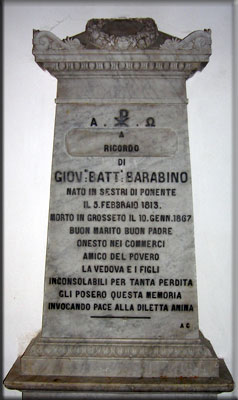 A. ☧ Ω
A
RICORDO
DI
GIOV. BATT. BARABINO
NATO IN SESTRI DI PONENTE
IL 5. FEBBRAIO 1813.
MORTO IN GROSSETO IL 10. GENN. 1867
BUON MARITO BUON PADRE
ONESTO NEI COMMERCI
AMICO DEL POVERO
LA VEDOVA E I FIGLI
INCONSOLABILI PER TANTA PERDITA
GLI POSERO QUESTA MEMORIA
INVOCANDO PACE ALLA DILETTA ANIMA
A G